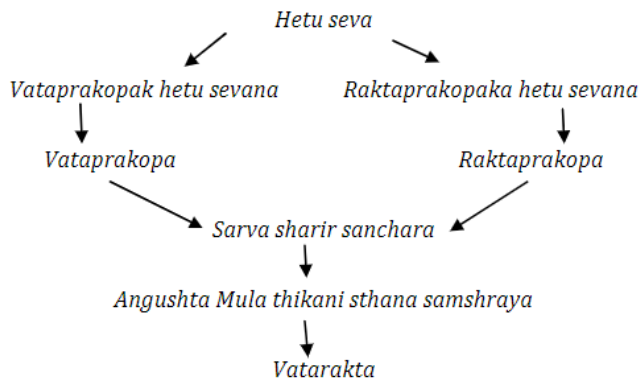 Hetu seva
Vataprakopak hetu sevana
Raktaprakopaka hetu sevana
Vataprakopa
Raktaprakopa
Sarva sharir sanchara
Angushta Mula thikani sthana samshraya
Vatarakta